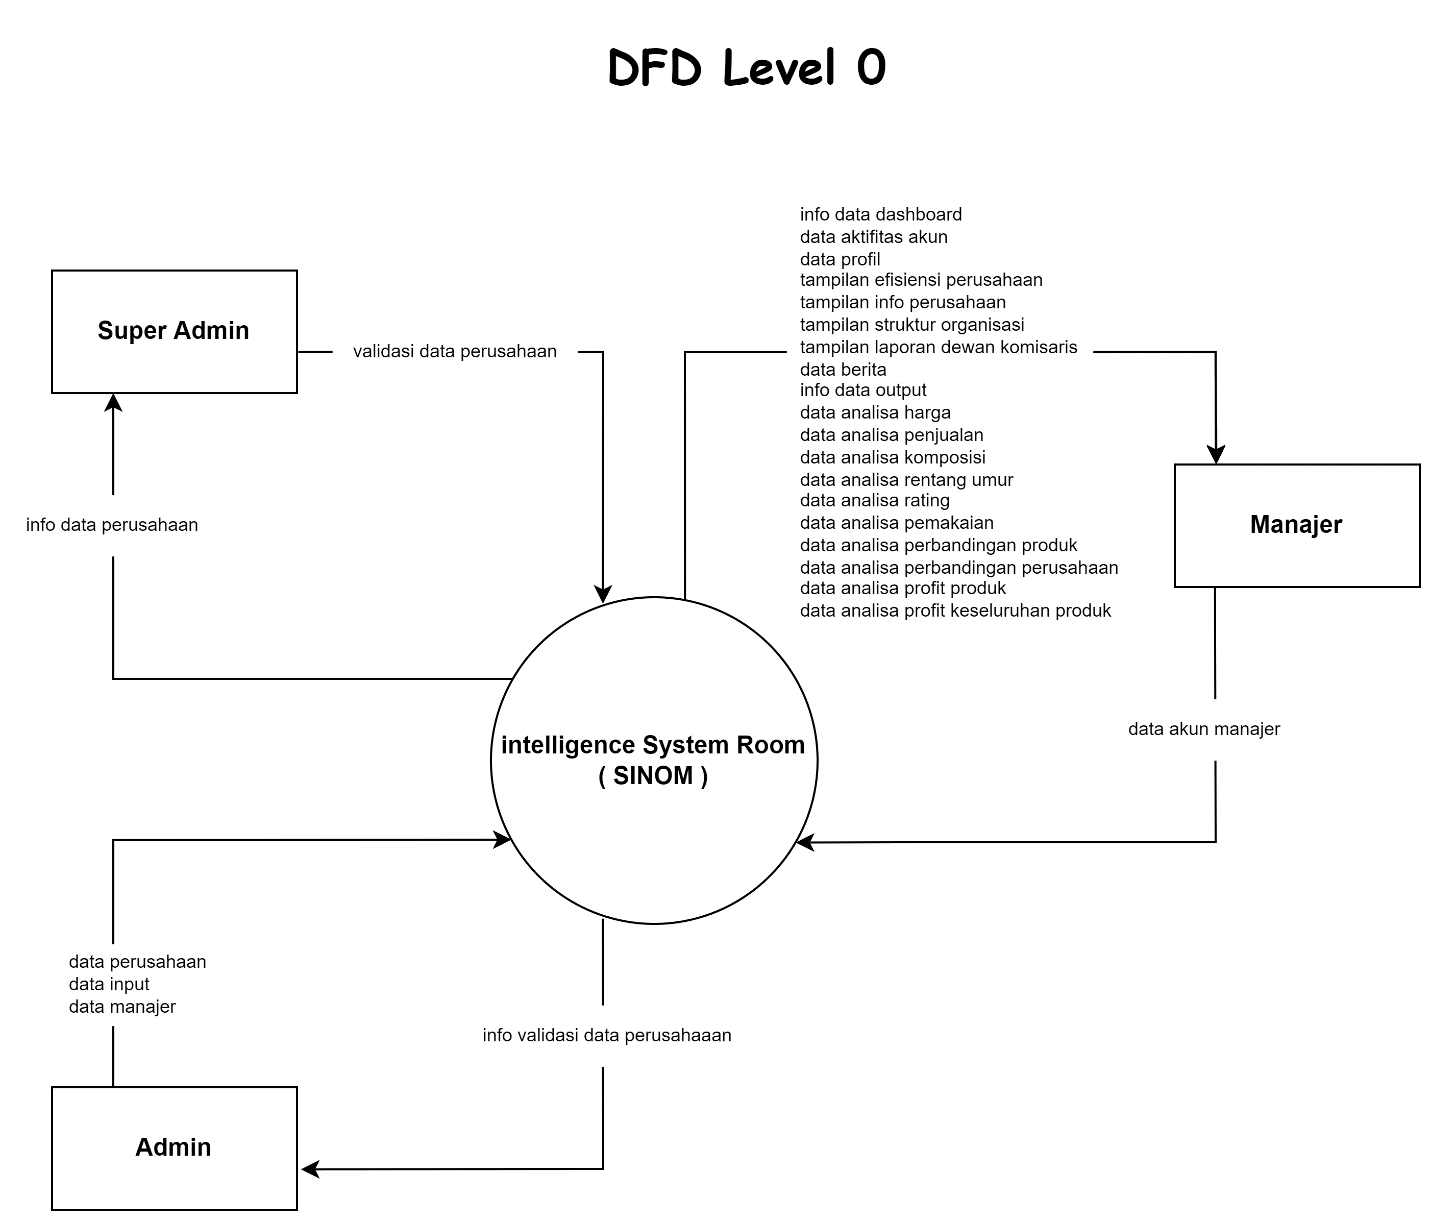 DFD Level 0
info data dashboard
data aktifitas akun
data profil
tampilan efisiensi perusahaan
tampilan info perusahaan
tampilan struktur organisasi
tampilan laporan dewan komisaris
data berita
info data output
data analisa harga
data analisa penjualan
data analisa komposisi
data analisa rentang umur
data analisa rating
data analisa pemakaian
data analisa perbandingan produk
data analisa perbandingan perusahaan
data analisa profit produk
data analisa profit keseluruhan produk
Super Admin
validasi data perusahaan
info data perusahaan
Manajer
data akun manajer
intelligence System Room
( SINOM )
data perusahaan
data input
data manajer
info validasi data perusahaaan
Admin